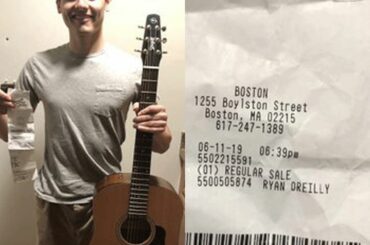 BOSTON
1255 Boylston Street
Boston, MA 02215
617-247-1389
06-11-19 06:39pm
5502215591
(01) REGULAR SALE
5500505874 RYAN OREILLY